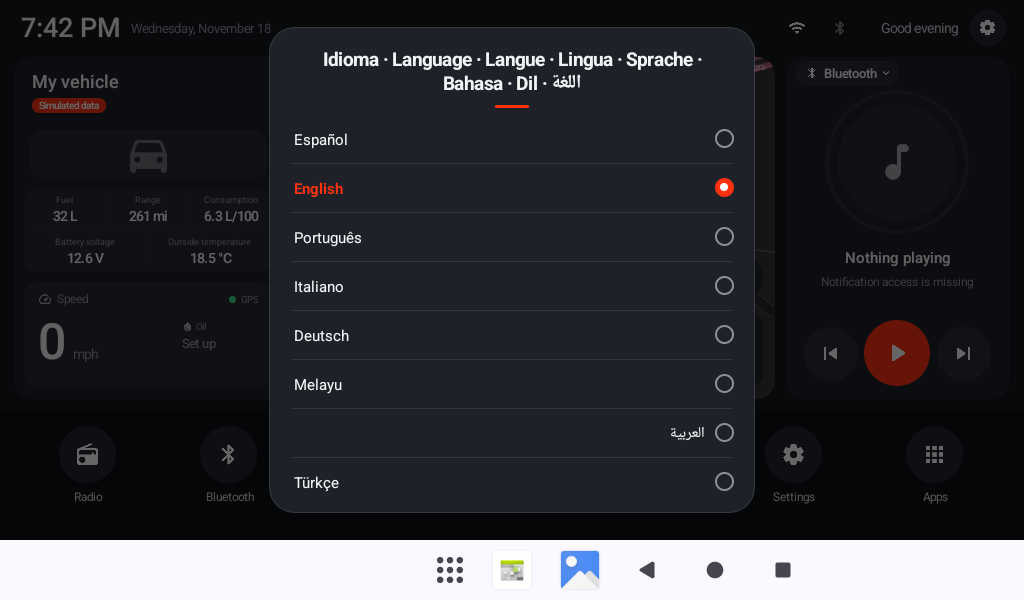 7:42 PM
Wednesday, November 18
Good evening
Idioma · Language · Langue · Lingua · Sprache ·
Bahasa · Dil · اللغة
Español
English
Português
Italiano
Deutsch
Melayu
العربية
Türkçe
My vehicle
Simulated data
Fuel
Range
Consumption
32 L
261 mi
6.3 L/100
Battery voltage
Outside temperature
12.6 V
18.5 °C
Speed
GPS
0 mph
Oil
Set up
Bluetooth
Nothing playing
Notification access is missing
Radio
Bluetooth
Settings
Apps